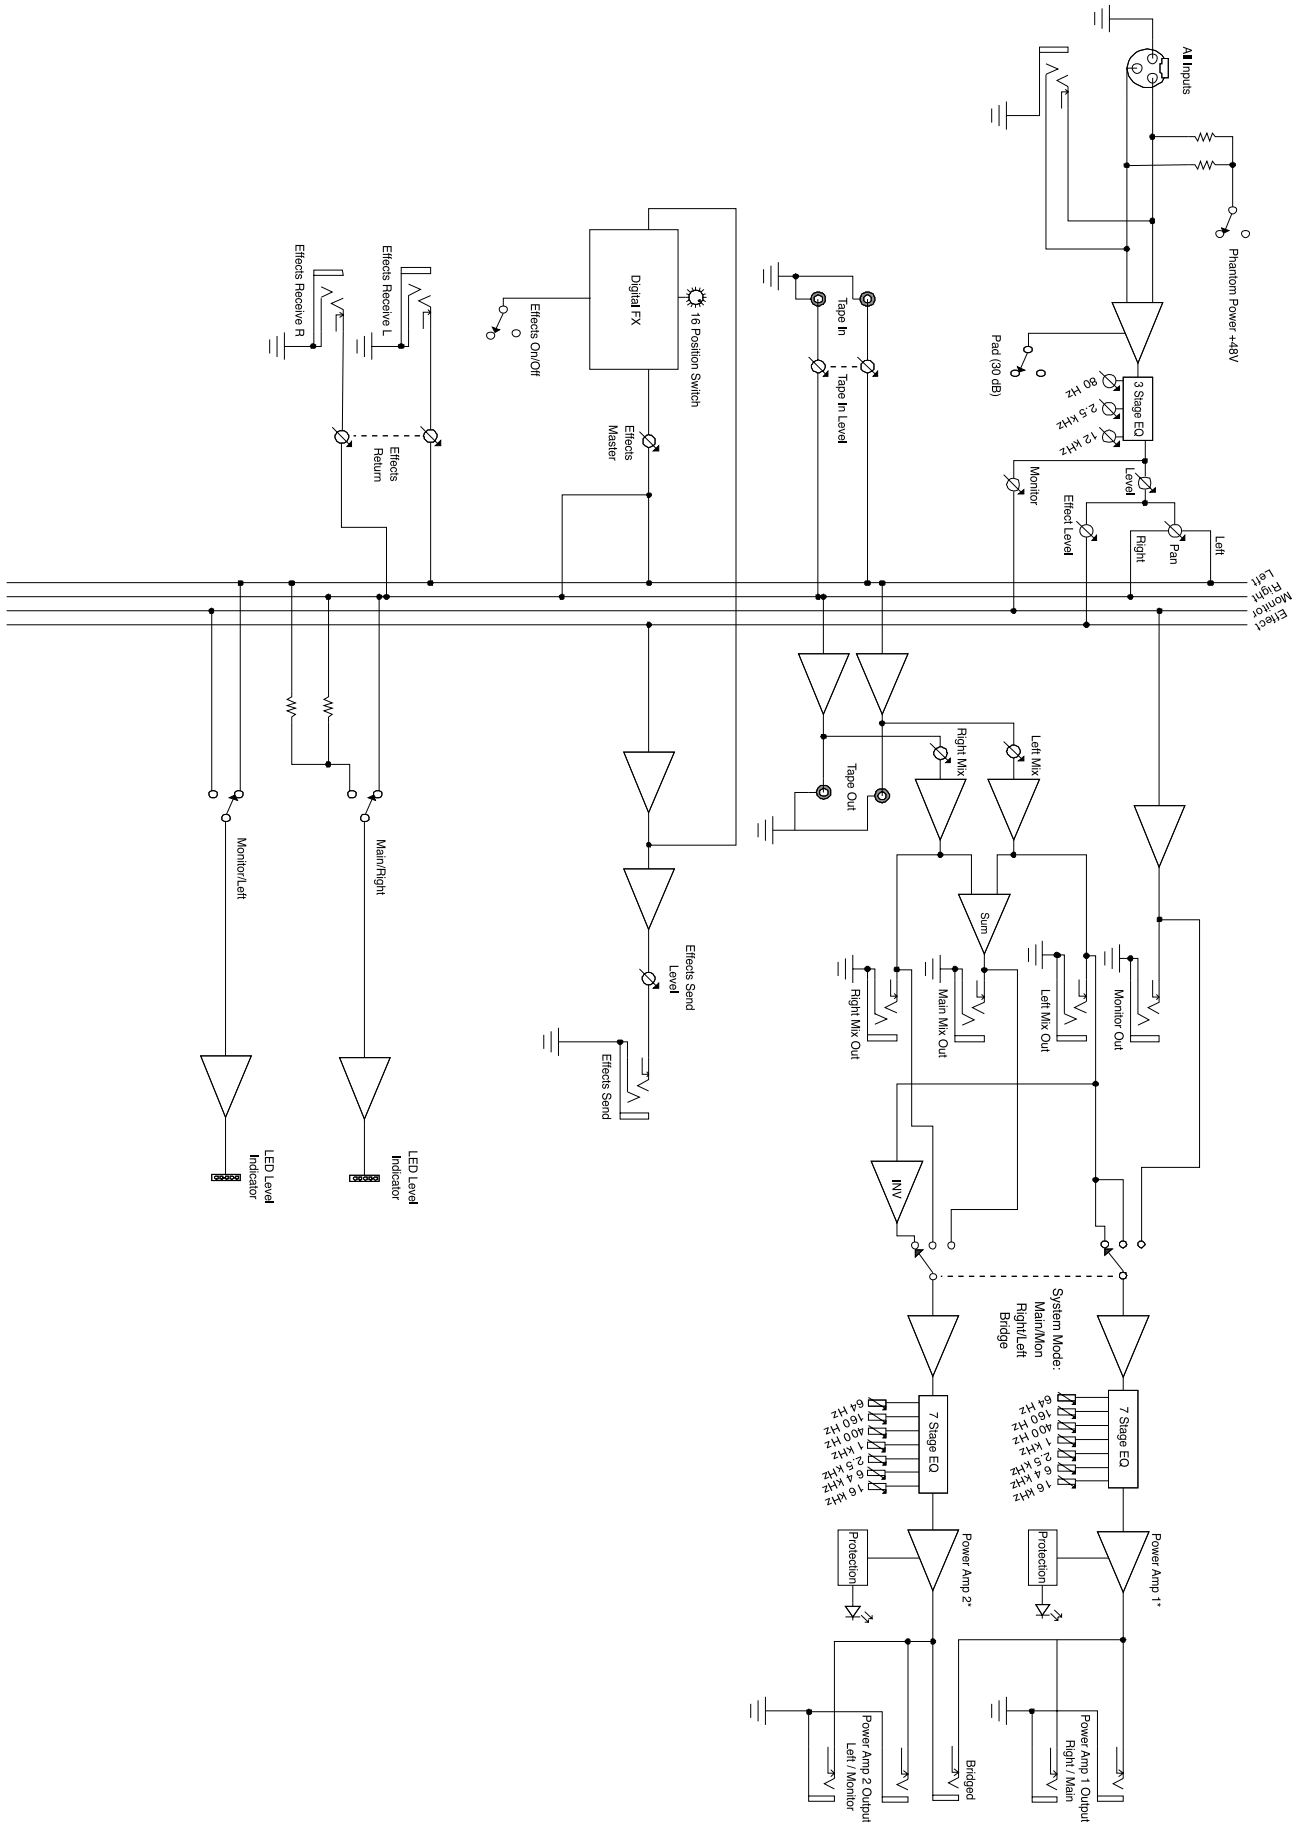 All Inputs
Phantom Power +48V
Pad (30 dB)
3 Stage EQ
80 Hz
2.5 kHz
12 kHz
Level
Monitor
Effect Level
Pan
Left
Right
Left
Right
Monitor
Effect
Tape In
Tape In Level
16 Position Switch
Digital FX
Effects On/Off
Effects
Master
Effects Receive L
Effects Receive R
Effects
Return
Left Mix
Right Mix
Tape Out
Sum
Monitor Out
Left Mix Out
Main Mix Out
Right Mix Out
INV
System Mode:
Main/Mon
Right/Left
Bridge
7 Stage EQ
64 Hz
160 Hz
400 Hz
1 kHz
2.5 kHz
6.4 kHz
16 kHz
7 Stage EQ
64 Hz
160 Hz
400 Hz
1 kHz
2.5 kHz
6.4 kHz
16 kHz
Power Amp 1*
Protection
Power Amp 2*
Protection
Power Amp 1 Output
Right / Main
Bridged
Power Amp 2 Output
Left / Monitor
Effects Send
Level
Effects Send
Main/Right
Monitor/Left
LED Level
Indicator
LED Level
Indicator